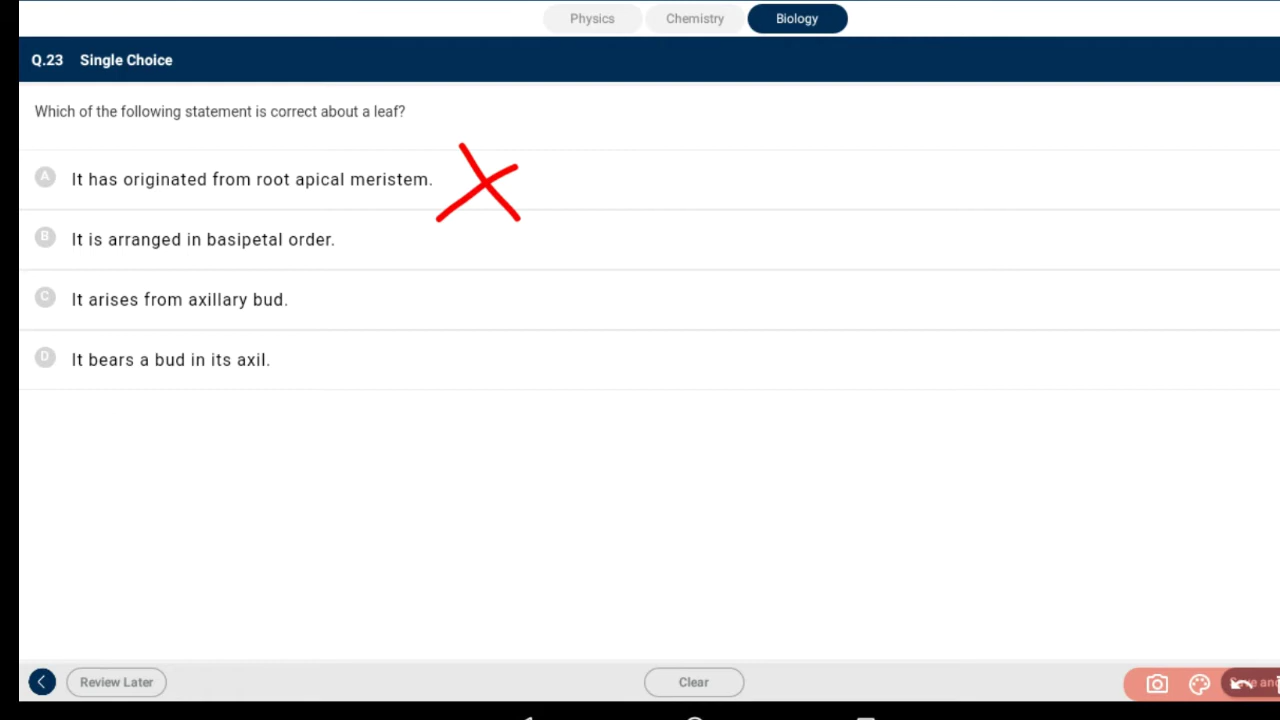 Physics Chemistry Biology
Q.23 Single Choice
Which of the following statement is correct about a leaf?
A It has originated from root apical meristem.
B It is arranged in basipetal order.
C It arises from axillary bud.
D It bears a bud in its axil.
Review Later Clear